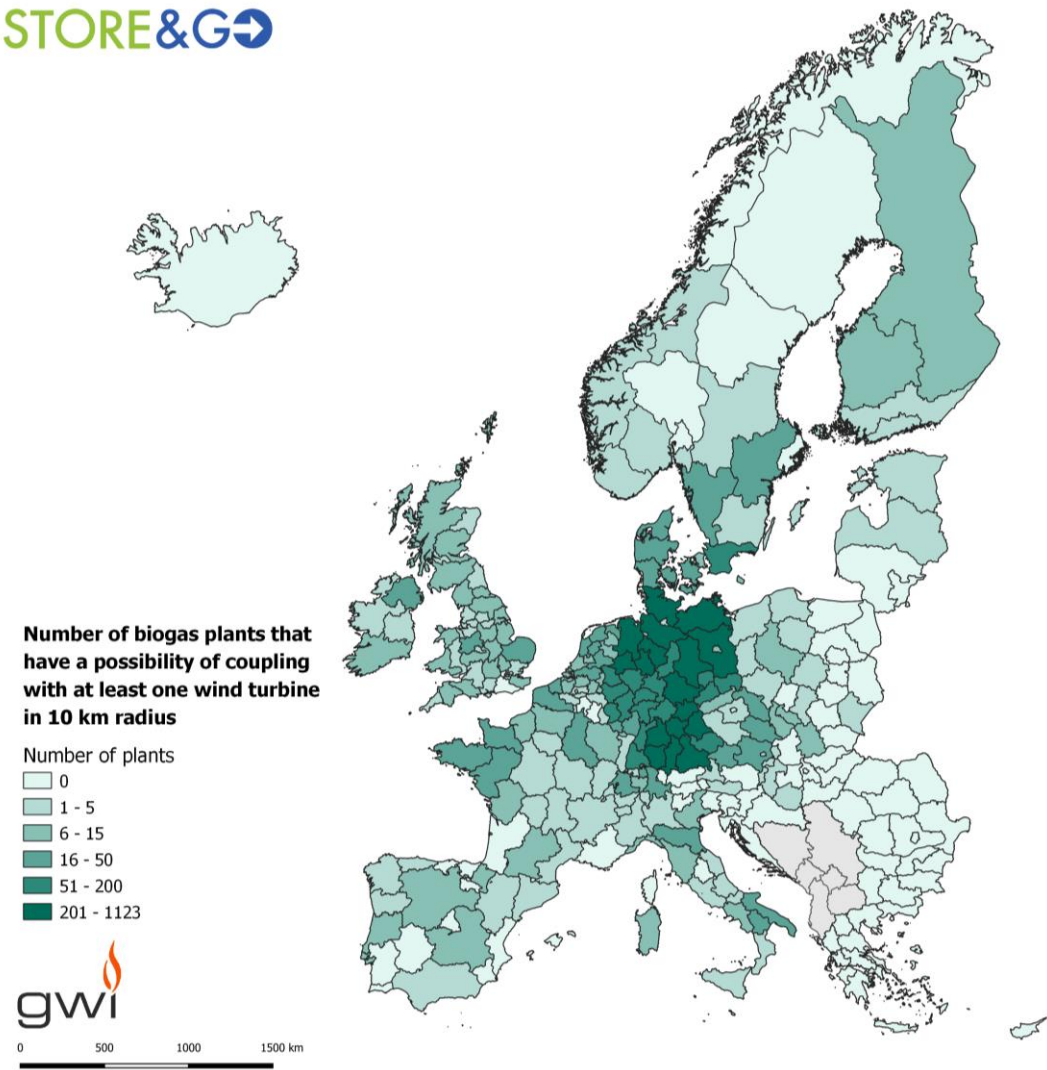 STORE&GO
Number of biogas plants that
have a possibility of coupling
with at least one wind turbine
in 10 km radius
Number of plants
0
1 - 5
6 - 15
16 - 50
51 - 200
201 - 1123
gwi
0 500 1000 1500 km